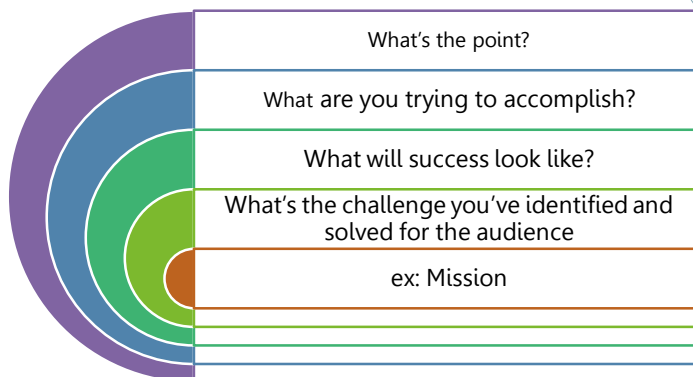 What's the point?
What are you trying to accomplish?
What will success look like?
What's the challenge you've identified and
solved for the audience
ex: Mission